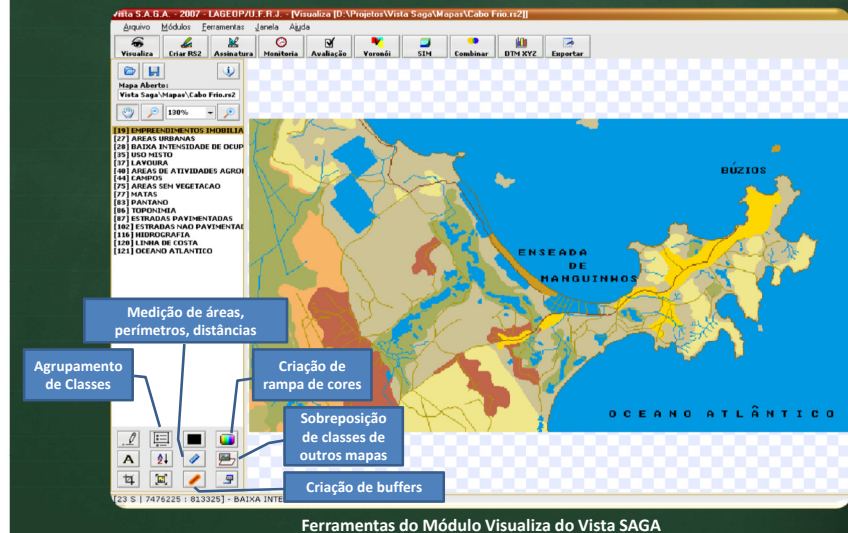 Vista S.A.G.A. - 2007 - LAGEOP/U.F.R.J. - [Visualiza [D:\Projetos\Vista Saga\Mapas\Cabo Frio.rs2]]
Arquivo Módulos Ferramentas Janela Ajuda
Visualiza Criar RS2 Assinatura Monitoria Avaliação Voronói SIM Combinar DTM XYZ Exportar
Mapa Aberto:
Vista Saga\Mapas\Cabo Frio.rs2
130%
[19] EMPREENDIMENTOS IMOBILIA
[27] AREAS URBANAS
[28] BAIXA INTENSIDADE DE OCUP
[35] USO MISTO
[37] LAVOURA
[40] AREAS DE ATIVIDADES AGROP
[44] CAMPOS
[75] AREAS SEM VEGETACAO
[77] MATAS
[83] PANTANO
[86] TOPONIMIA
[87] ESTRADAS PAVIMENTADAS
[102] ESTRADAS NAO PAVIMENTAD
[116] HIDROGRAFIA
[120] LINHA DE COSTA
[121] OCEANO ATLANTICO
BÚZIOS
ENSEADA
DE
MANGUINHOS
OCEANO ATLÂNTICO
Medição de áreas,
perímetros, distâncias
Agrupamento
de Classes
Criação de
rampa de cores
Sobreposição
de classes de
outros mapas
Criação de buffers
[23 S | 7476225 : 813325] - BAIXA INTE
Ferramentas do Módulo Visualiza do Vista SAGA